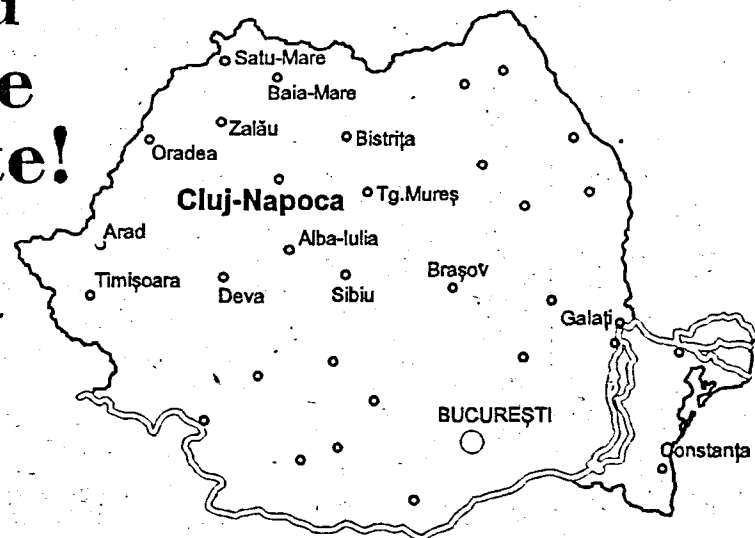 Satu-Mare
Baia-Mare
Zalău
Bistrița
Oradea
Cluj-Napoca
Tg.Mureș
Arad
Alba-Iulia
Timișoara
Deva
Sibiu
Brașov
Galați
BUCUREȘTI
Constanța